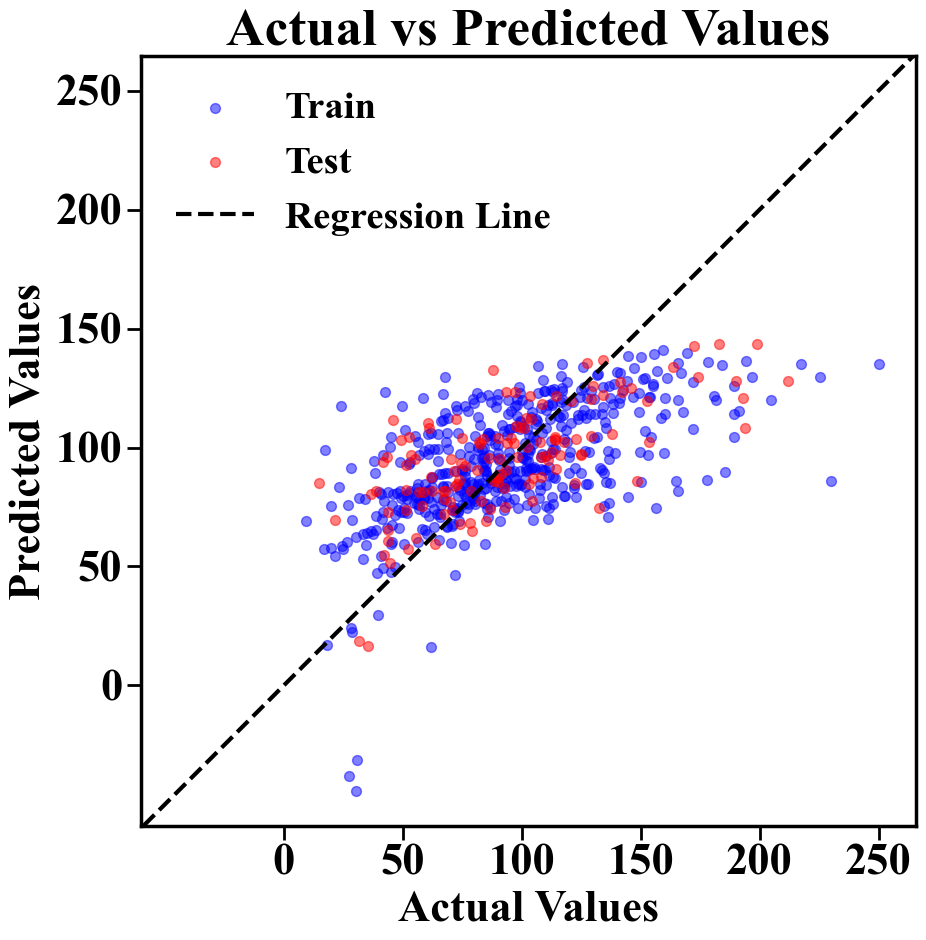 Actual vs Predicted Values
250
200
150
100
50
0
Predicted Values
Train
Test
Regression Line
0 50 100 150 200 250
Actual Values